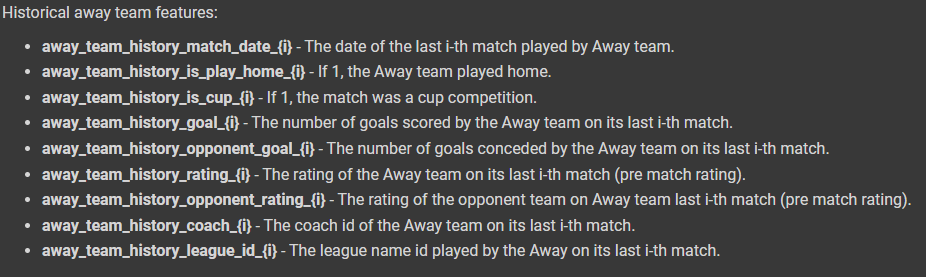 Historical away team features:
• away_team_history_match_date_{i} - The date of the last i-th match played by Away team.
• away_team_history_is_play_home_{i} - If 1, the Away team played home.
• away_team_history_is_cup_{i} - If 1, the match was a cup competition.
• away_team_history_goal_{i} - The number of goals scored by the Away team on its last i-th match.
• away_team_history_opponent_goal_{i} - The number of goals conceded by the Away team on its last i-th match.
• away_team_history_rating_{i} - The rating of the Away team on its last i-th match (pre match rating).
• away_team_history_opponent_rating_{i} - The rating of the opponent team on Away team last i-th match (pre match rating).
• away_team_history_coach_{i} - The coach id of the Away team on its last i-th match.
• away_team_history_league_id_{i} - The league name id played by the Away on its last i-th match.